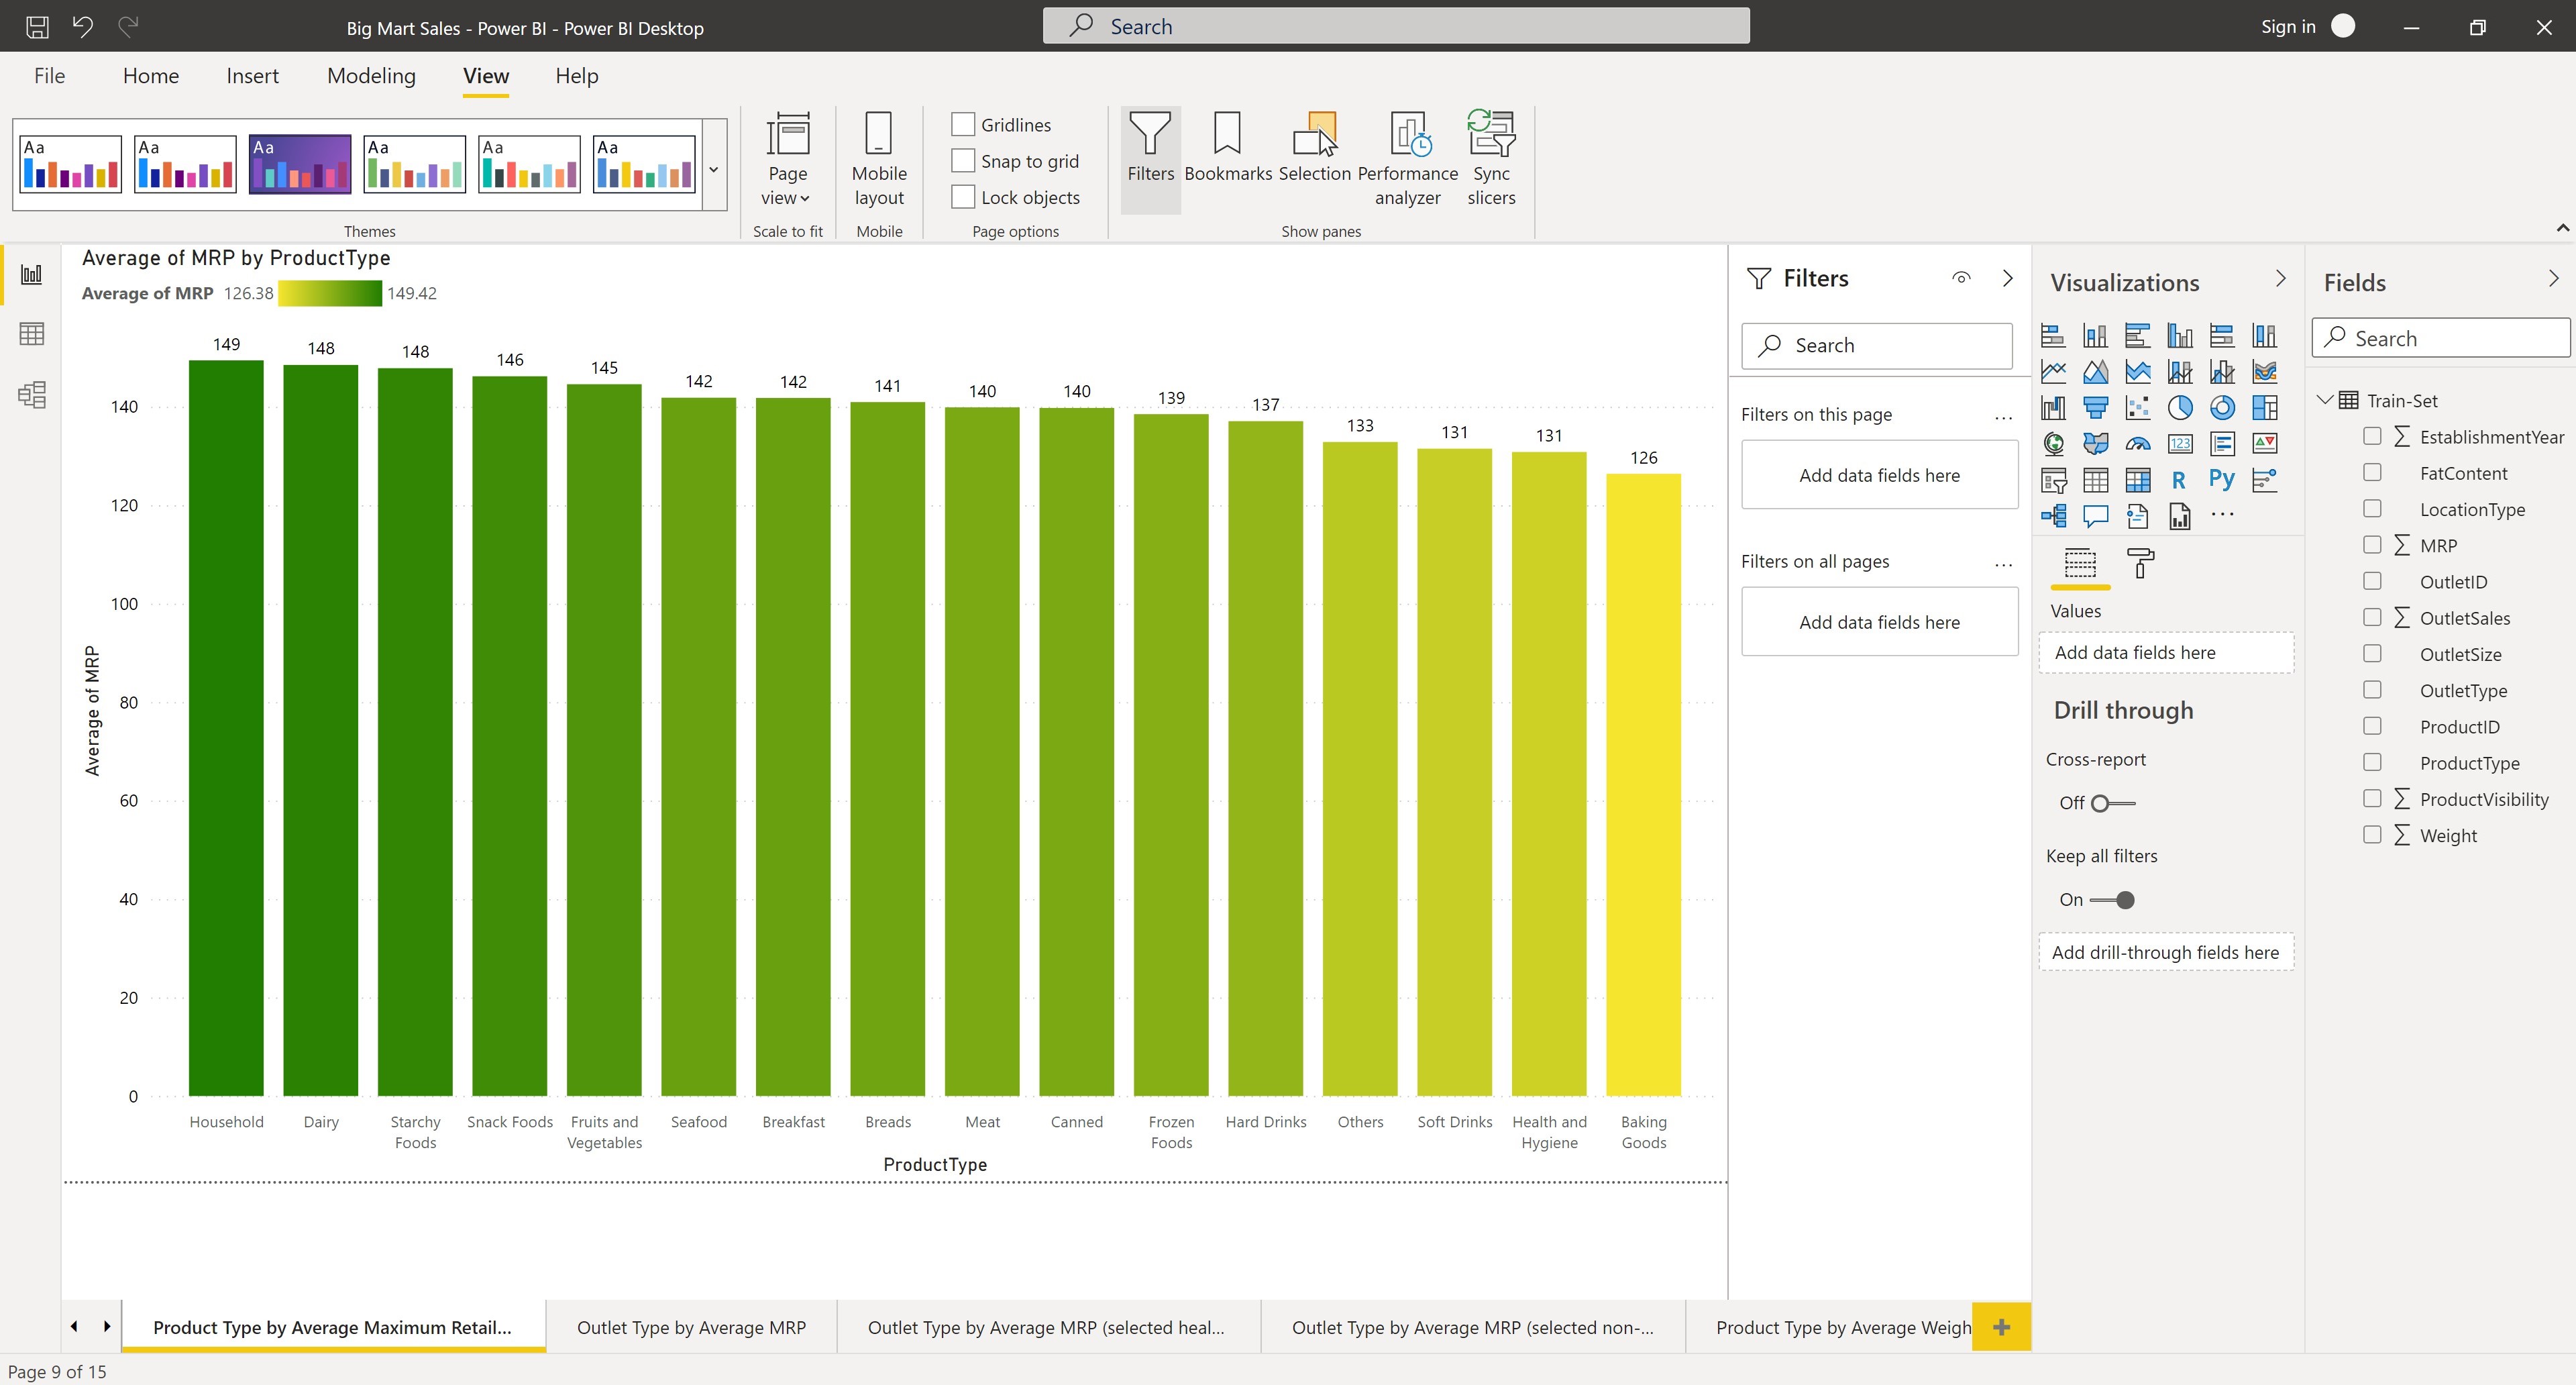 Big Mart Sales - Power BI - Power BI Desktop
Search
Sign in
File Home Insert Modeling View Help
Aa Aa Aa Aa Aa Aa
Themes
Page
view
Scale to fit
Mobile
layout
Mobile
Gridlines
Snap to grid
Lock objects
Page options
Filters
Bookmarks
Selection
Performance
analyzer
Sync
slicers
Show panes
Average of MRP by ProductType
Average of MRP 126.38 149.42
149 148 148 146 145 142 142 141 140 140 139 137 133 131 131 126
140
120
100
80
60
40
20
0
Average of MRP
Household
Dairy
Starchy
Foods
Snack Foods
Fruits and
Vegetables
Seafood
Breakfast
Breads
Meat
Canned
Frozen
Foods
Hard Drinks
Others
Soft Drinks
Health and
Hygiene
Baking
Goods
ProductType
Filters
Search
Filters on this page ...
Add data fields here
Filters on all pages ...
Add data fields here
Visualizations
123
R Py
...
Values
Add data fields here
Drill through
Cross-report
Off
Keep all filters
On
Add drill-through fields here
Fields
Search
Train-Set
∑ EstablishmentYear
FatContent
LocationType
∑ MRP
OutletID
∑ OutletSales
OutletSize
OutletType
ProductID
ProductType
∑ ProductVisibility
∑ Weight
Product Type by Average Maximum Retail...
Outlet Type by Average MRP
Outlet Type by Average MRP (selected heal...
Outlet Type by Average MRP (selected non-...
Product Type by Average Weigh
Page 9 of 15